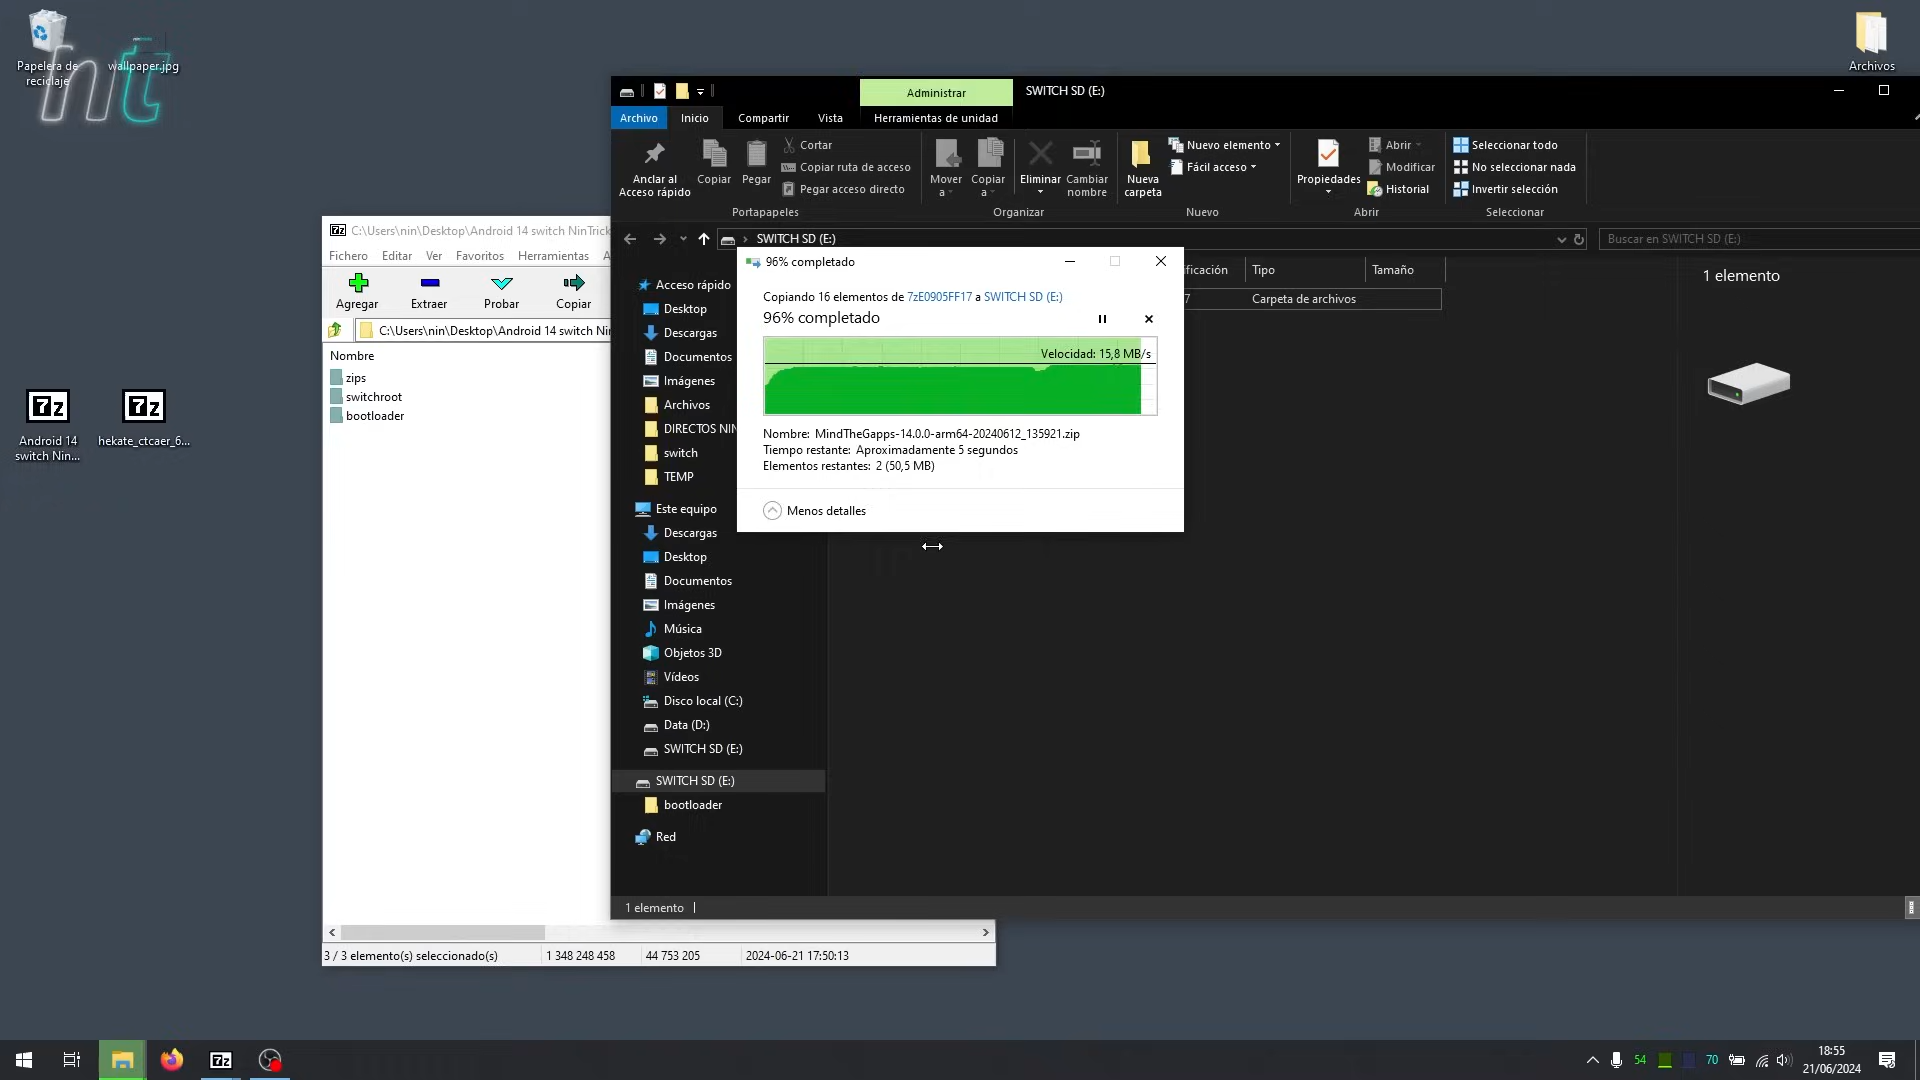 Papelera de
reciclaje
wallpaper.jpg
nt
Archivos
Android 14
switch Nin...
hekate_ctcaer_6...
C:\Users\nin\Desktop\Android 14 switch NinTrick
Fichero
Editar
Ver
Favoritos
Herramientas
A
Agregar
Extraer
Probar
Copiar
C:\Users\nin\Desktop\Android 14 switch Nin
Nombre
zips
switchroot
bootloader
3 / 3 elemento(s) seleccionado(s)
1 348 248 458
44 753 205
2024-06-21 17:50:13
Administrar
SWITCH SD (E:)
Archivo
Inicio
Compartir
Vista
Herramientas de unidad
Anclar al
Acceso rápido
Copiar
Pegar
Cortar
Copiar ruta de acceso
Pegar acceso directo
Portapapeles
Mover
a
Copiar
a
Eliminar
Cambiar
nombre
Organizar
Nueva
carpeta
Nuevo elemento
Fácil acceso
Nuevo
Propiedades
Abrir
Modificar
Historial
Abrir
Seleccionar todo
No seleccionar nada
Invertir selección
Seleccionar
SWITCH SD (E:)
Buscar en SWITCH SD (E:)
Acceso rápido
Desktop
Descargas
Documentos
Imágenes
Archivos
DIRECTOS NIN
switch
TEMP
Este equipo
Descargas
Desktop
Documentos
Imágenes
Música
Objetos 3D
Vídeos
Disco local (C:)
Data (D:)
SWITCH SD (E:)
SWITCH SD (E:)
bootloader
Red
ificación
Tipo
Tamaño
7
Carpeta de archivos
1 elemento
1 elemento
96% completado
Copiando 16 elementos de 7zE0905FF17 a SWITCH SD (E:)
96% completado
Velocidad: 15,8 MB/s
Nombre: MindTheGapps-14.0.0-arm64-20240612_135921.zip
Tiempo restante: Aproximadamente 5 segundos
Elementos restantes: 2 (50,5 MB)
Menos detalles
54
70
18:55
21/06/2024